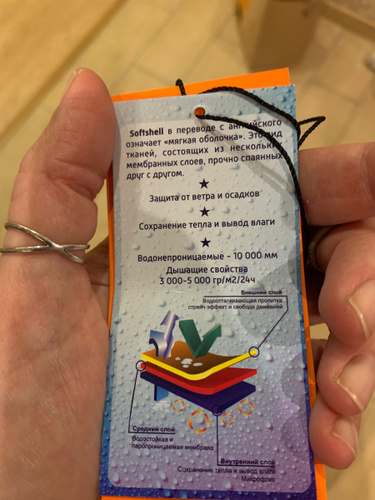 Softshell в переводе с английского
означает «мягкая оболочка». Это вид
тканей, состоящих из нескольких
мембранных слоев, прочно спаянных
друг с другом.
Защита от ветра и осадков
Сохранение тепла и вывод влаги
Водонепроницаемые - 10 000 мм
Дышащие свойства
3 000-5 000 гр/м2/24ч
Внешний слой
Водоотталкивающая пропитка
стрейч эффект и свобода движений
Средний слой
Водостойкая и
паропроницаемая мембрана
Внутренний слой
Сохранение тепла и вывод влаги
Микрофлис